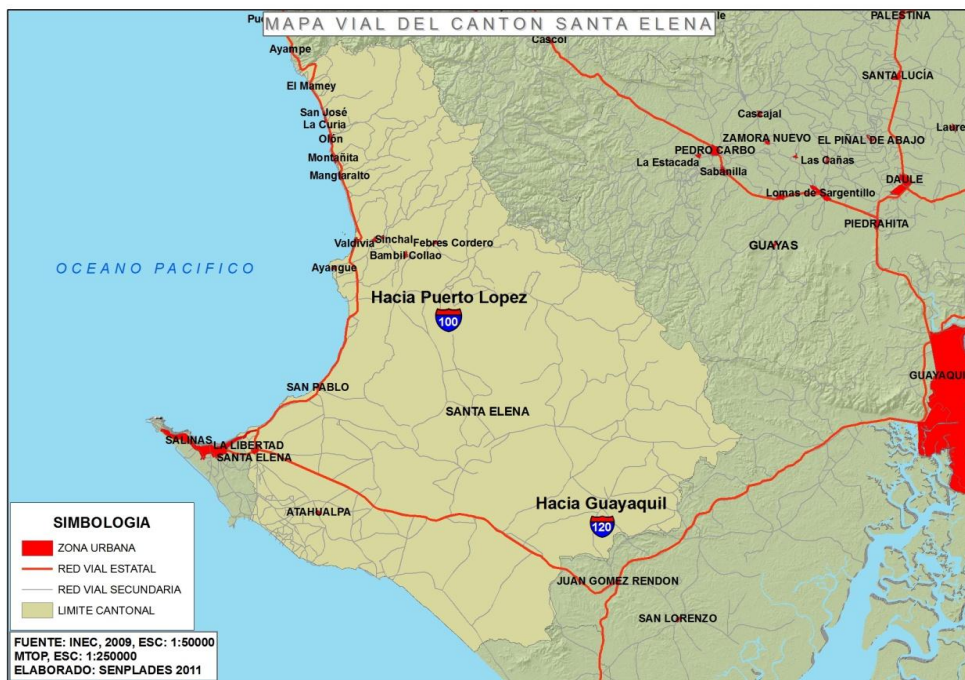 MAPA VIAL DEL CANTON SANTA ELENA
PALESTINA
Ayampe
Cascol
El Mamey
SANTA LUCÍA
San José
La Curia
Olón
Montañita
Manglaralto
Cascajal
ZAMORA NUEVO
EL PIÑAL DE ABAJO
PEDRO CARBO
La Estacada
Las Cañas
Sabanilla
DAULE
Lomas de Sargentillo
PIEDRAHITA
GUAYAS
Valdivia
Sinchal
Febres Cordero
Bambil Collao
Ayangue
OCEANO PACIFICO
Hacia Puerto Lopez
100
GUAYAQUI
SAN PABLO
SANTA ELENA
SALINAS
LA LIBERTAD
SANTA ELENA
Hacia Guayaquil
120
ATAHUALPA
JUAN GOMEZ RENDON
SAN LORENZO
SIMBOLOGIA
ZONA URBANA
RED VIAL ESTATAL
RED VIAL SECUNDARIA
LIMITE CANTONAL
FUENTE: INEC, 2009, ESC: 1:50000
MTOP, ESC: 1:250000
ELABORADO: SENPLADES 2011